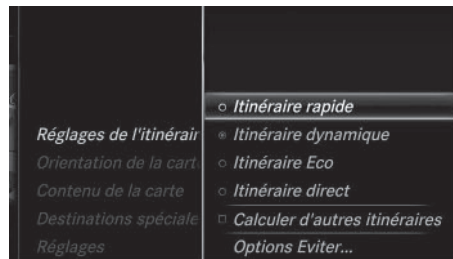 Réglages de l'itinérair
Orientation de la cart
Contenu de la carte
Destinations spéciale
Réglages
Itinéraire rapide
Itinéraire dynamique
Itinéraire Eco
Itinéraire direct
Calculer d'autres itinéraires
Options Eviter...